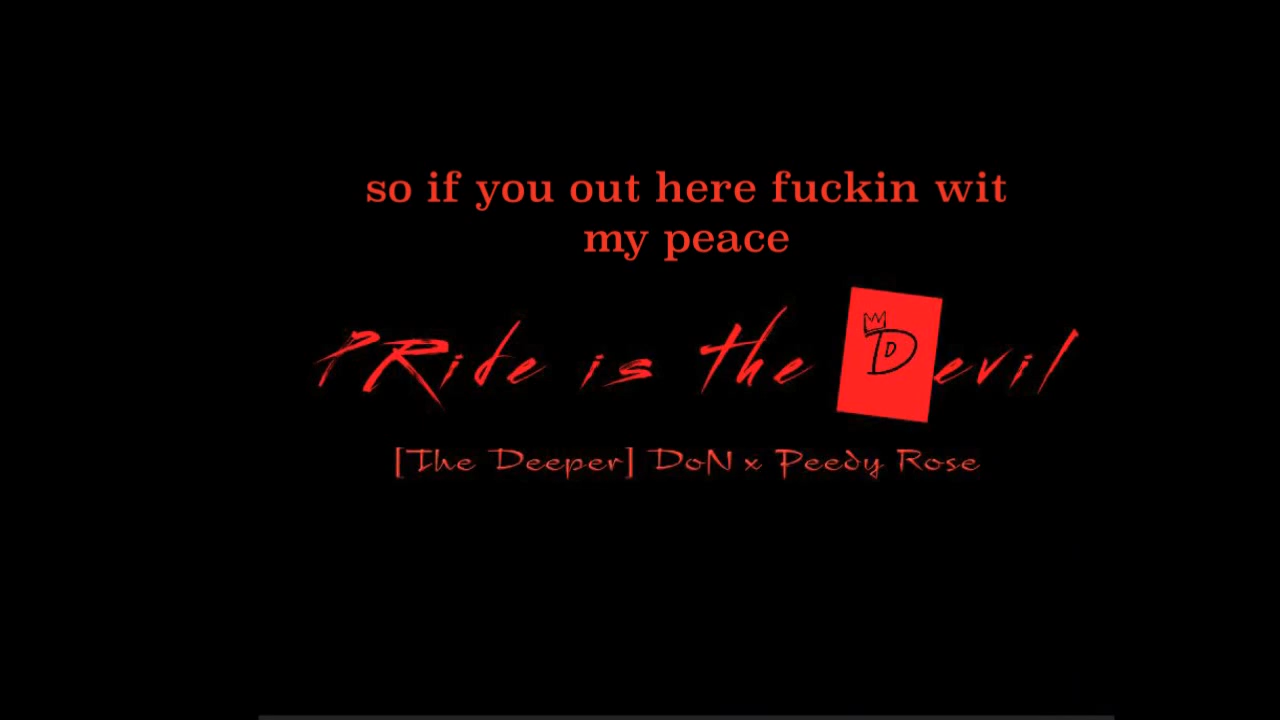 so if you out here fuckin wit
my peace
PRide is the Devil
[The Deeper] DoN x Peedy Rose